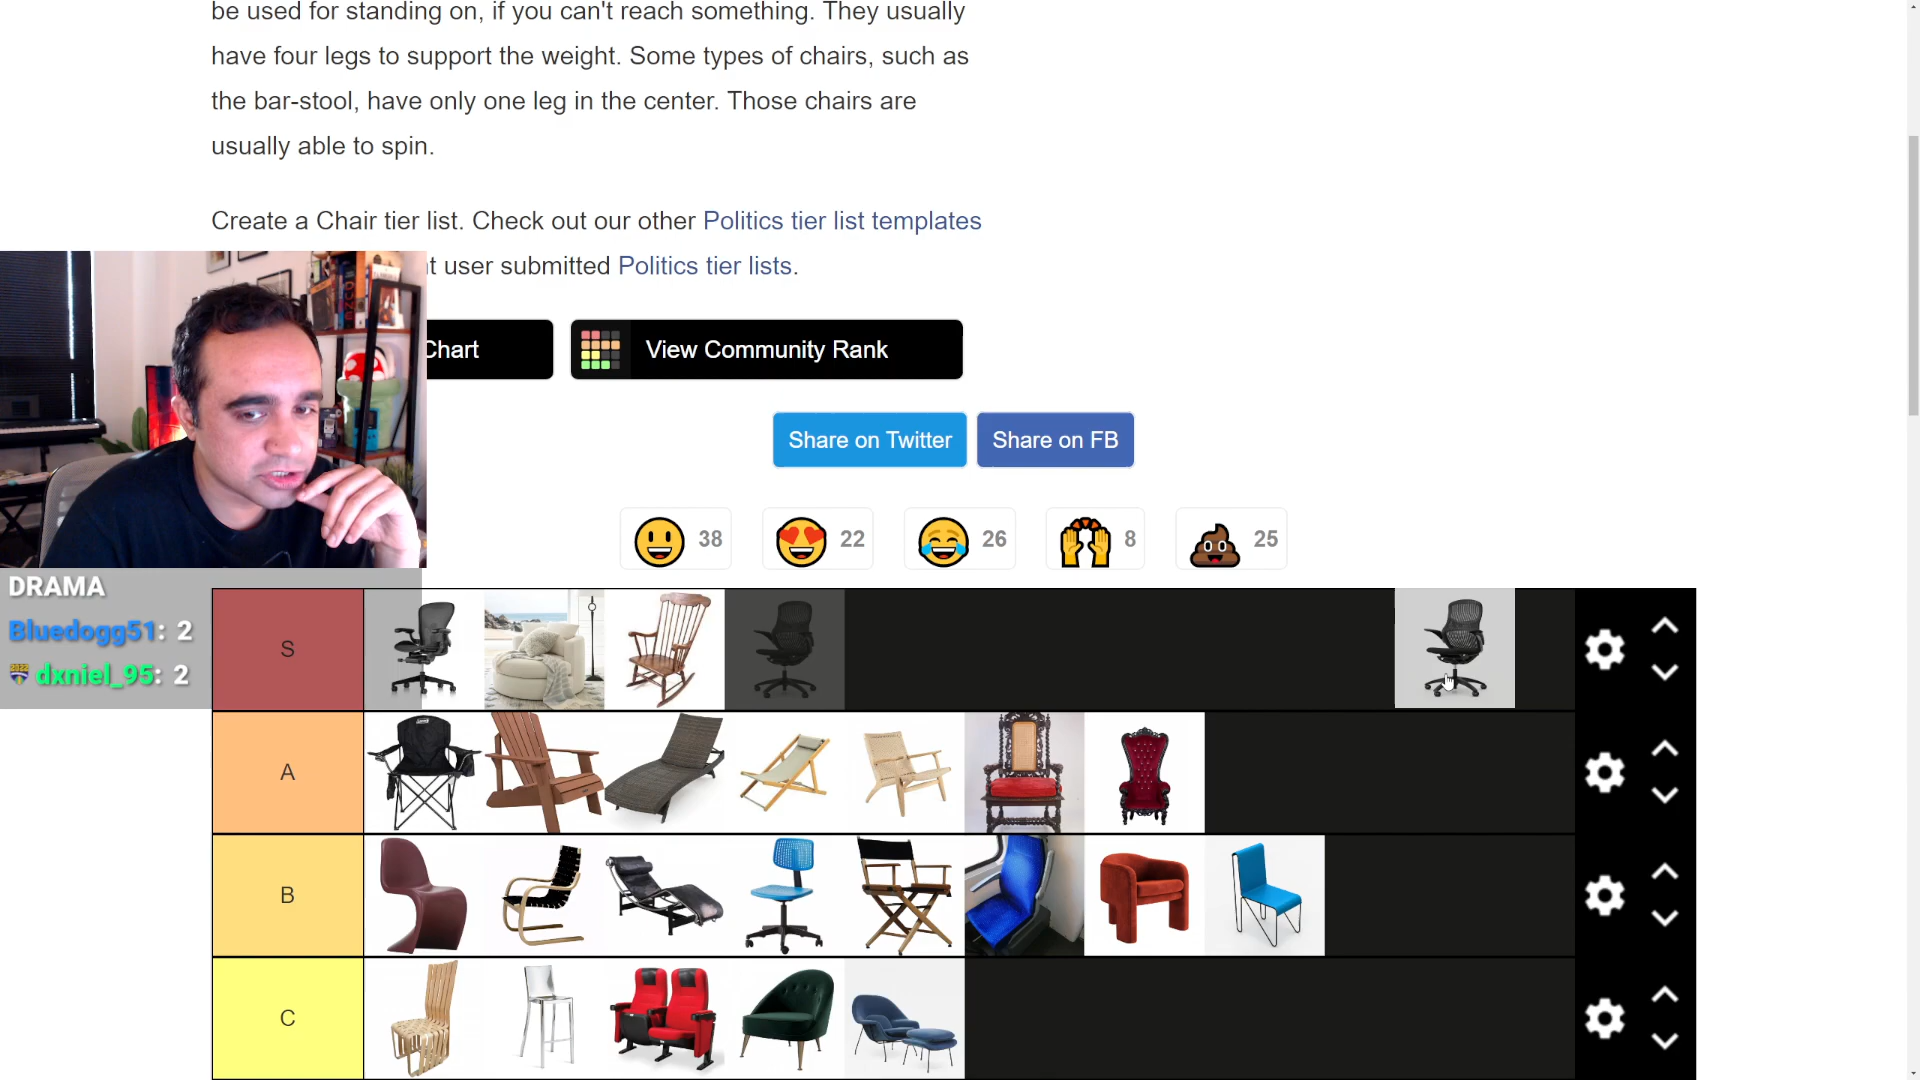 be used for standing on, if you can't reach something. They usually
have four legs to support the weight. Some types of chairs, such as
the bar-stool, have only one leg in the center. Those chairs are
usually able to spin.
Create a Chair tier list. Check out our other Politics tier list templates
t user submitted Politics tier lists.
Chart
View Community Rank
Share on Twitter
Share on FB
38
22
26
8
25
DRAMA
Bluedogg51: 2
dxniel_95: 2
S
A
B
C